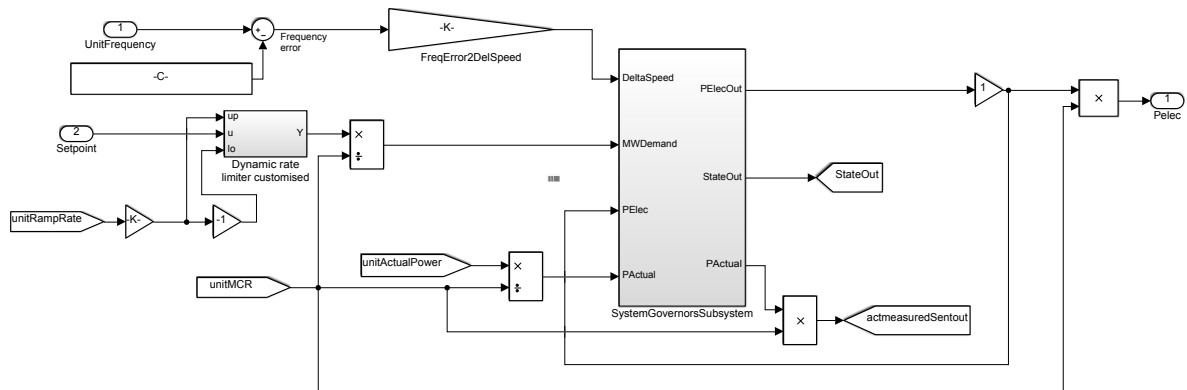 1
UnitFrequency
+
−
Frequency
error
-K-
FreqError2DelSpeed
-C-
DeltaSpeed
PElecOut
1
×
1
Pelec
up
u
lo
Y
2
Setpoint
×
÷
MWDemand
Dynamic rate
limiter customised
StateOut
StateOut
unitRampRate
-K-
-1
PElec
unitActualPower
×
÷
PActual
PActual
unitMCR
SystemGovernorsSubsystem
×
actmeasuredSentout